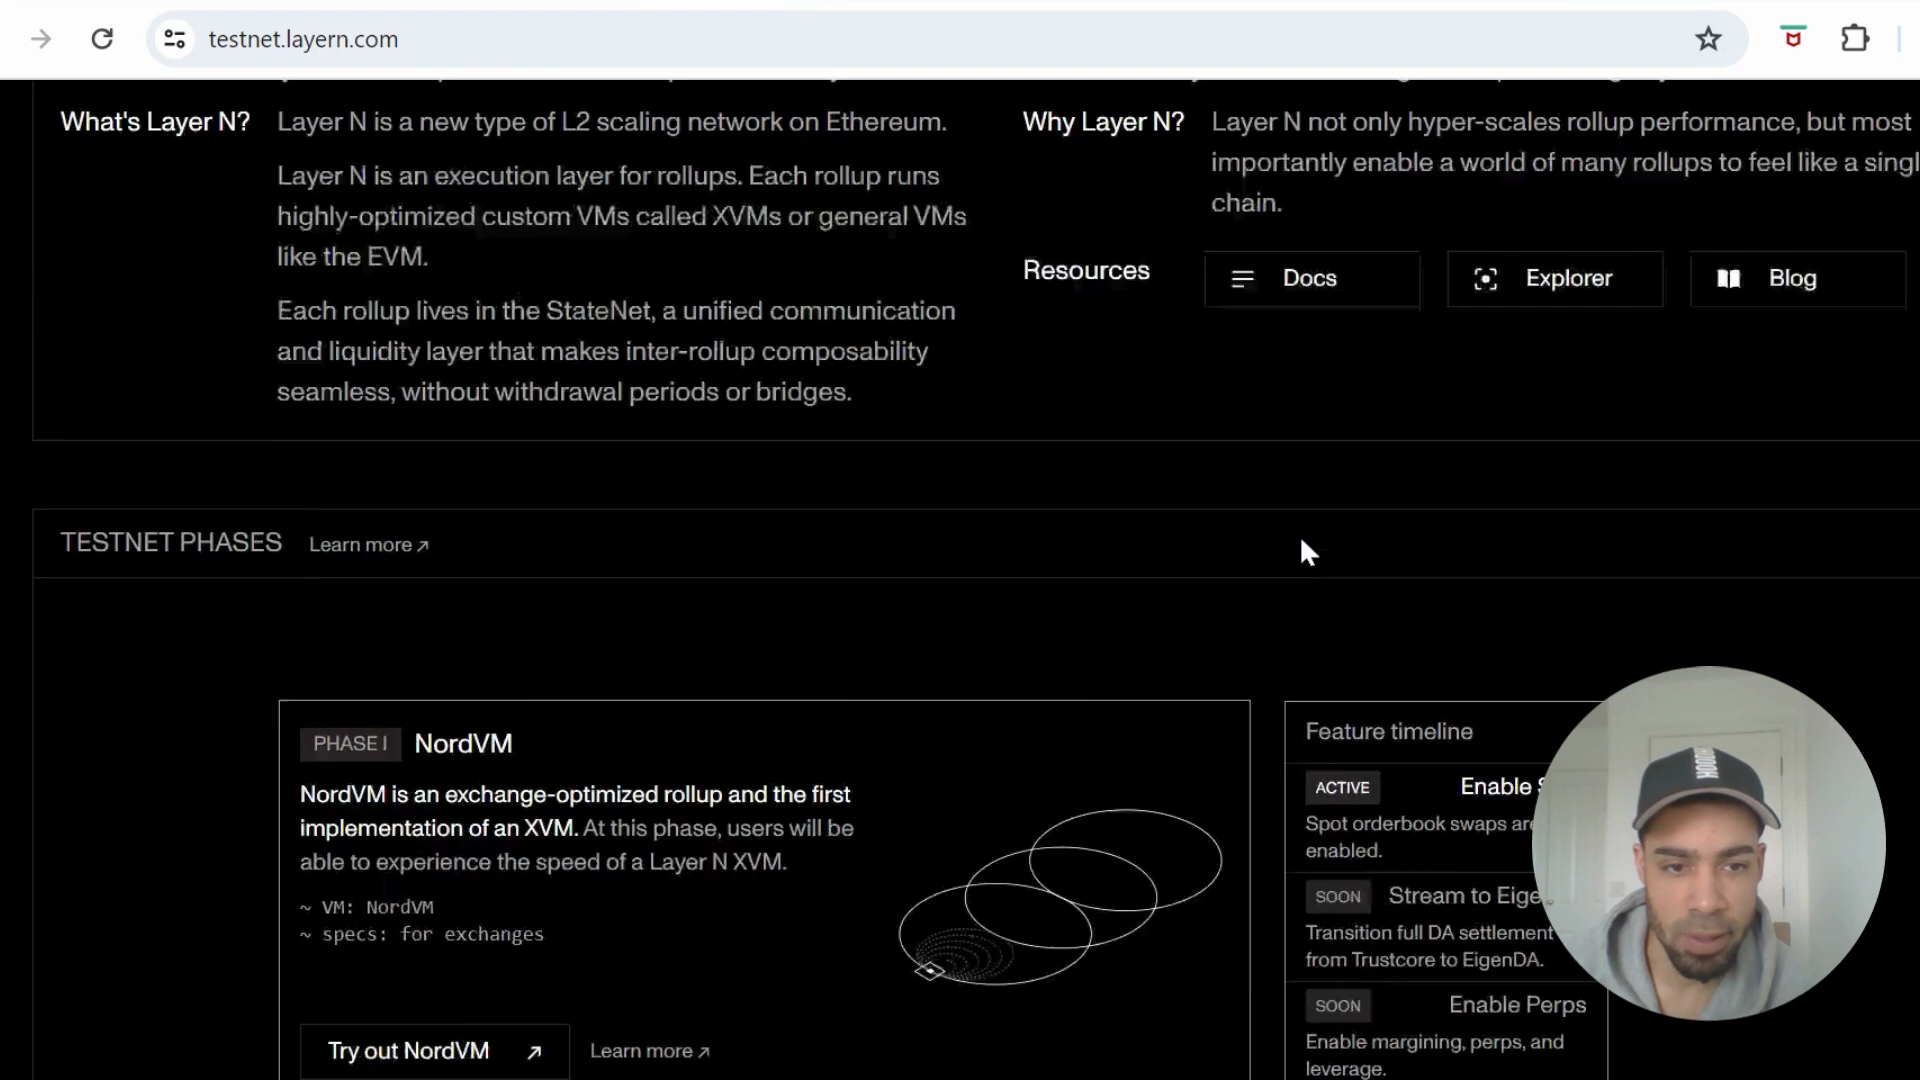 testnet.layern.com
What's Layer N?
Layer N is a new type of L2 scaling network on Ethereum.
Layer N is an execution layer for rollups. Each rollup runs
highly-optimized custom VMs called XVMs or general VMs
like the EVM.
Each rollup lives in the StateNet, a unified communication
and liquidity layer that makes inter-rollup composability
seamless, without withdrawal periods or bridges.
Why Layer N?
Layer N not only hyper-scales rollup performance, but most
importantly enable a world of many rollups to feel like a singl
chain.
Resources
Docs
Explorer
Blog
TESTNET PHASES
Learn more ↗
PHASE I
NordVM
NordVM is an exchange-optimized rollup and the first
implementation of an XVM. At this phase, users will be
able to experience the speed of a Layer N XVM.
~ VM: NordVM
~ specs: for exchanges
Try out NordVM ↗
Learn more ↗
Feature timeline
ACTIVE
Enable S
Spot orderbook swaps are
enabled.
SOON
Stream to Eige
Transition full DA settlement
from Trustcore to EigenDA.
SOON
Enable Perps
Enable margining, perps, and
leverage.